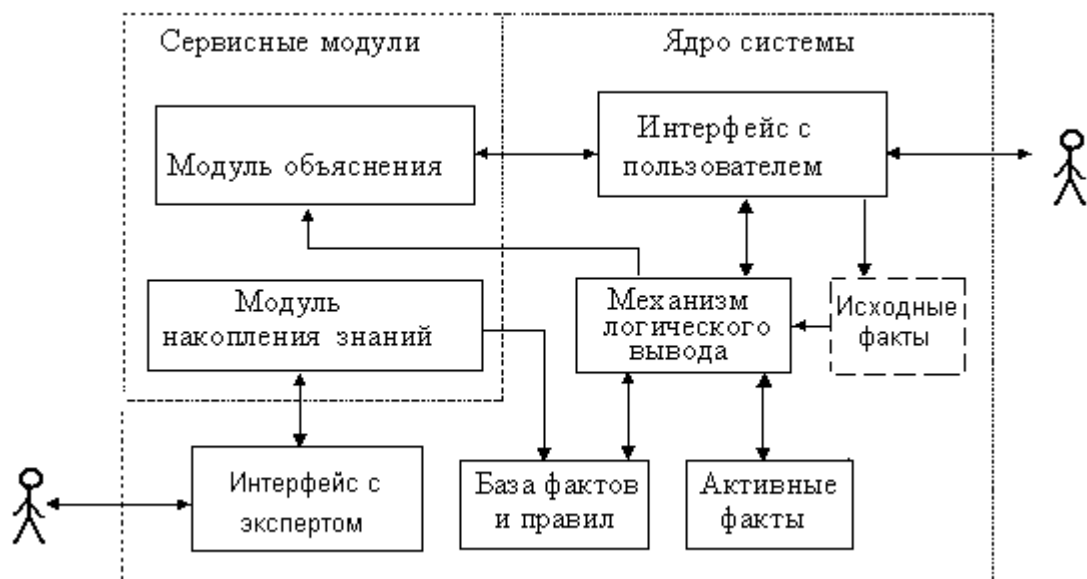 Сервисные модули
Ядро системы
Модуль объяснения
Интерфейс с
пользователем
Модуль
накопления знаний
Механизм
логического
вывода
Исходные
факты
Интерфейс с
экспертом
База фактов
и правил
Активные
факты